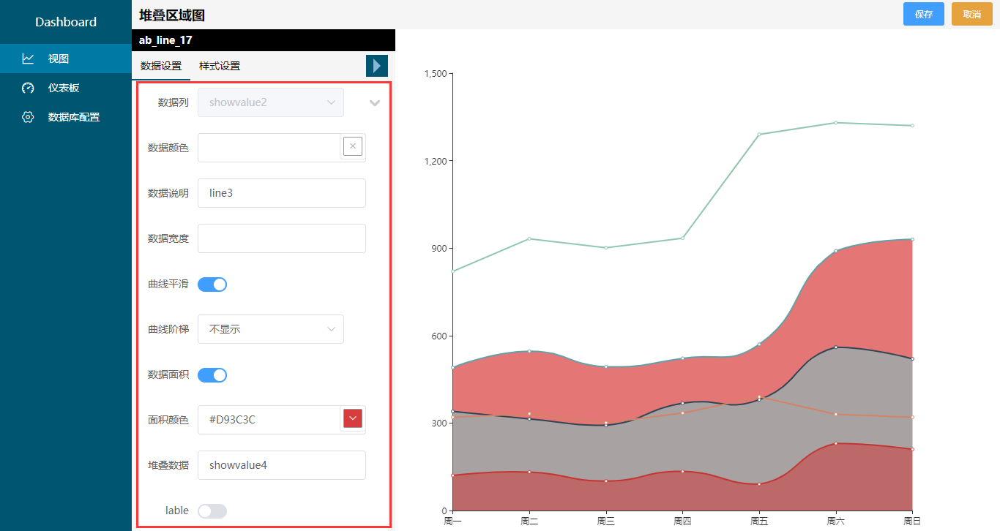 Dashboard
视图
仪表板
数据库配置
堆叠区域图
保存
取消
ab_line_17
数据设置
样式设置
数据列
showvalue2
数据颜色
数据说明
line3
数据宽度
曲线平滑
曲线阶梯
不显示
数据面积
面积颜色
#D93C3C
堆叠数据
showvalue4
lable
1,500
1,200
900
600
300
0
周一
周二
周三
周四
周五
周六
周日